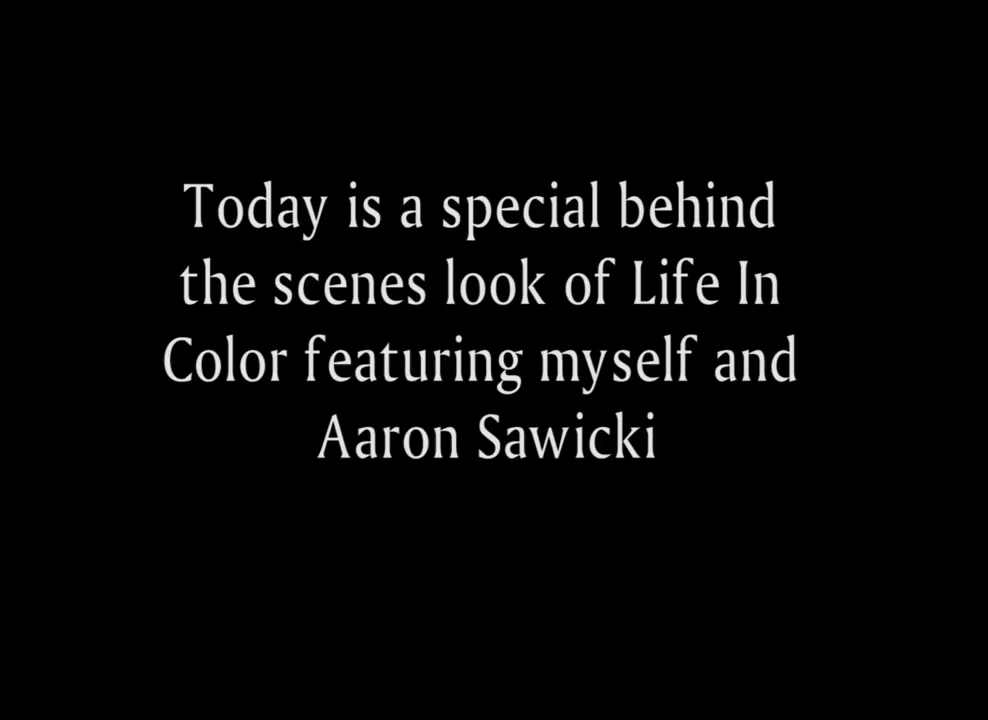 Today is a special behind
the scenes look of Life In
Color featuring myself and
Aaron Sawicki